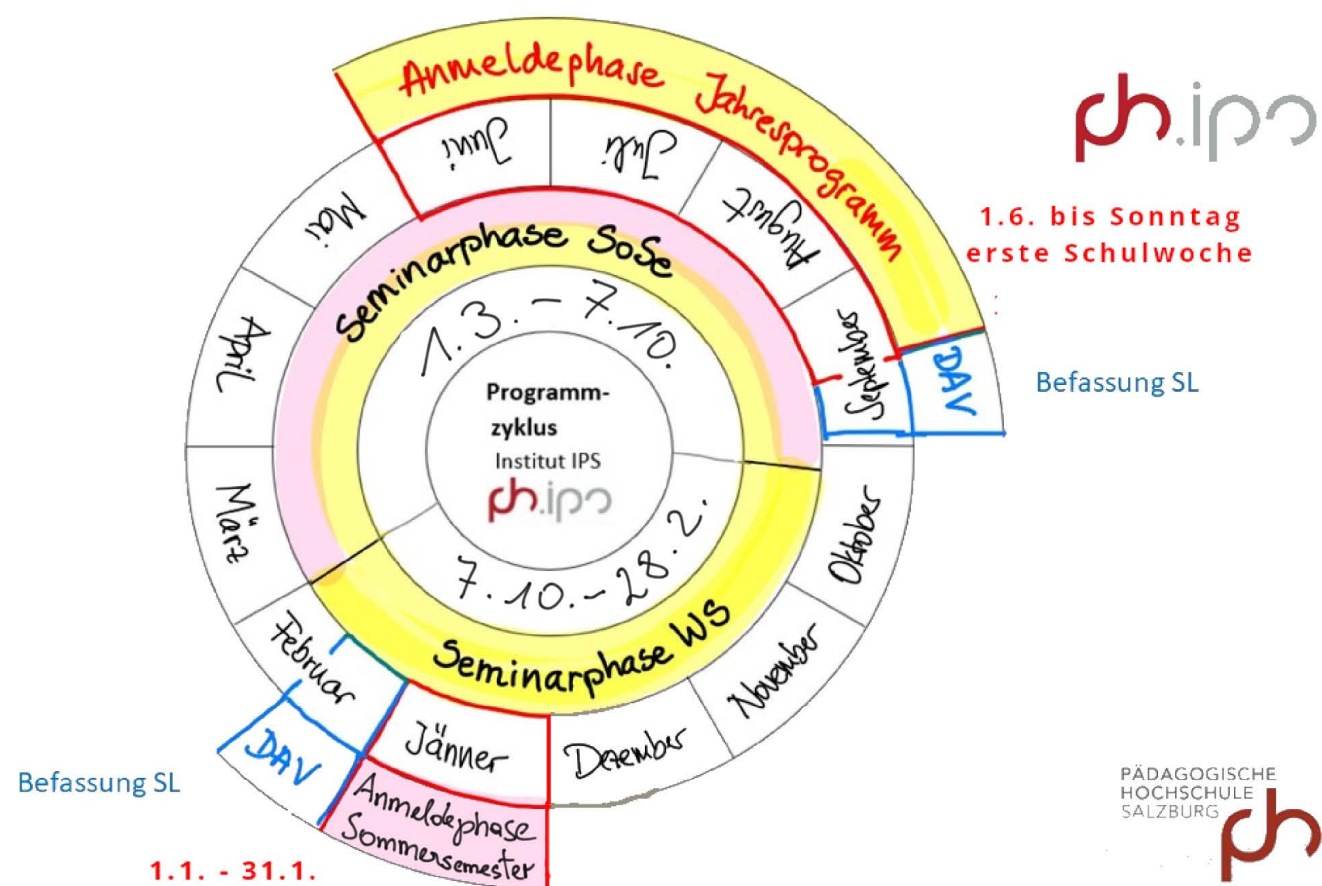 Anmeldephase Jahresprogramm
ph.ips
1.6. bis Sonntag
erste Schulwoche
Juni
Juli
August
September
DAV
Befassung SL
Mai
April
März
Seminarphase SoSe
1.3. - 7.10.
Programm-
zyklus
Institut IPS
ph.ips
7.10. - 28.2.
Seminarphase WS
Oktober
November
Dezember
Jänner
Februar
DAV
Befassung SL
Anmeldephase
Sommersemester
1.1. - 31.1.
PÄDAGOGISCHE
HOCHSCHULE
SALZBURG
ph